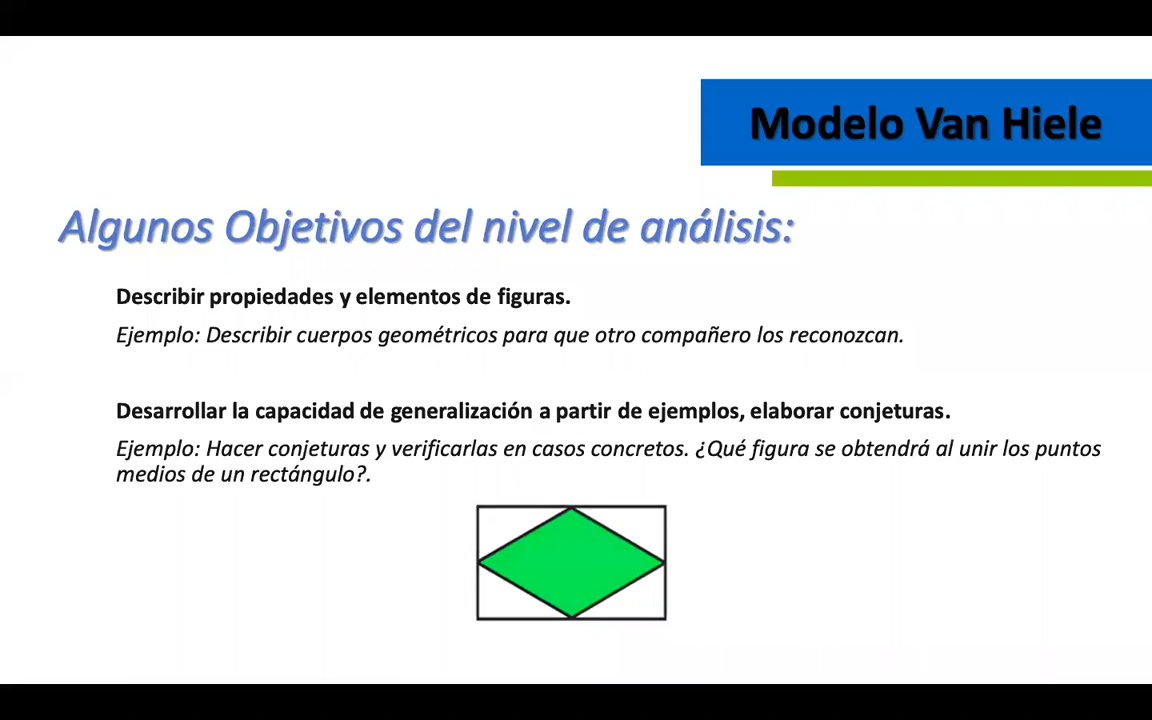 Modelo Van Hiele
Algunos Objetivos del nivel de análisis:
Describir propiedades y elementos de figuras.
Ejemplo: Describir cuerpos geométricos para que otro compañero los reconozcan.
Desarrollar la capacidad de generalización a partir de ejemplos, elaborar conjeturas.
Ejemplo: Hacer conjeturas y verificarlas en casos concretos. ¿Qué figura se obtendrá al unir los puntos
medios de un rectángulo?.